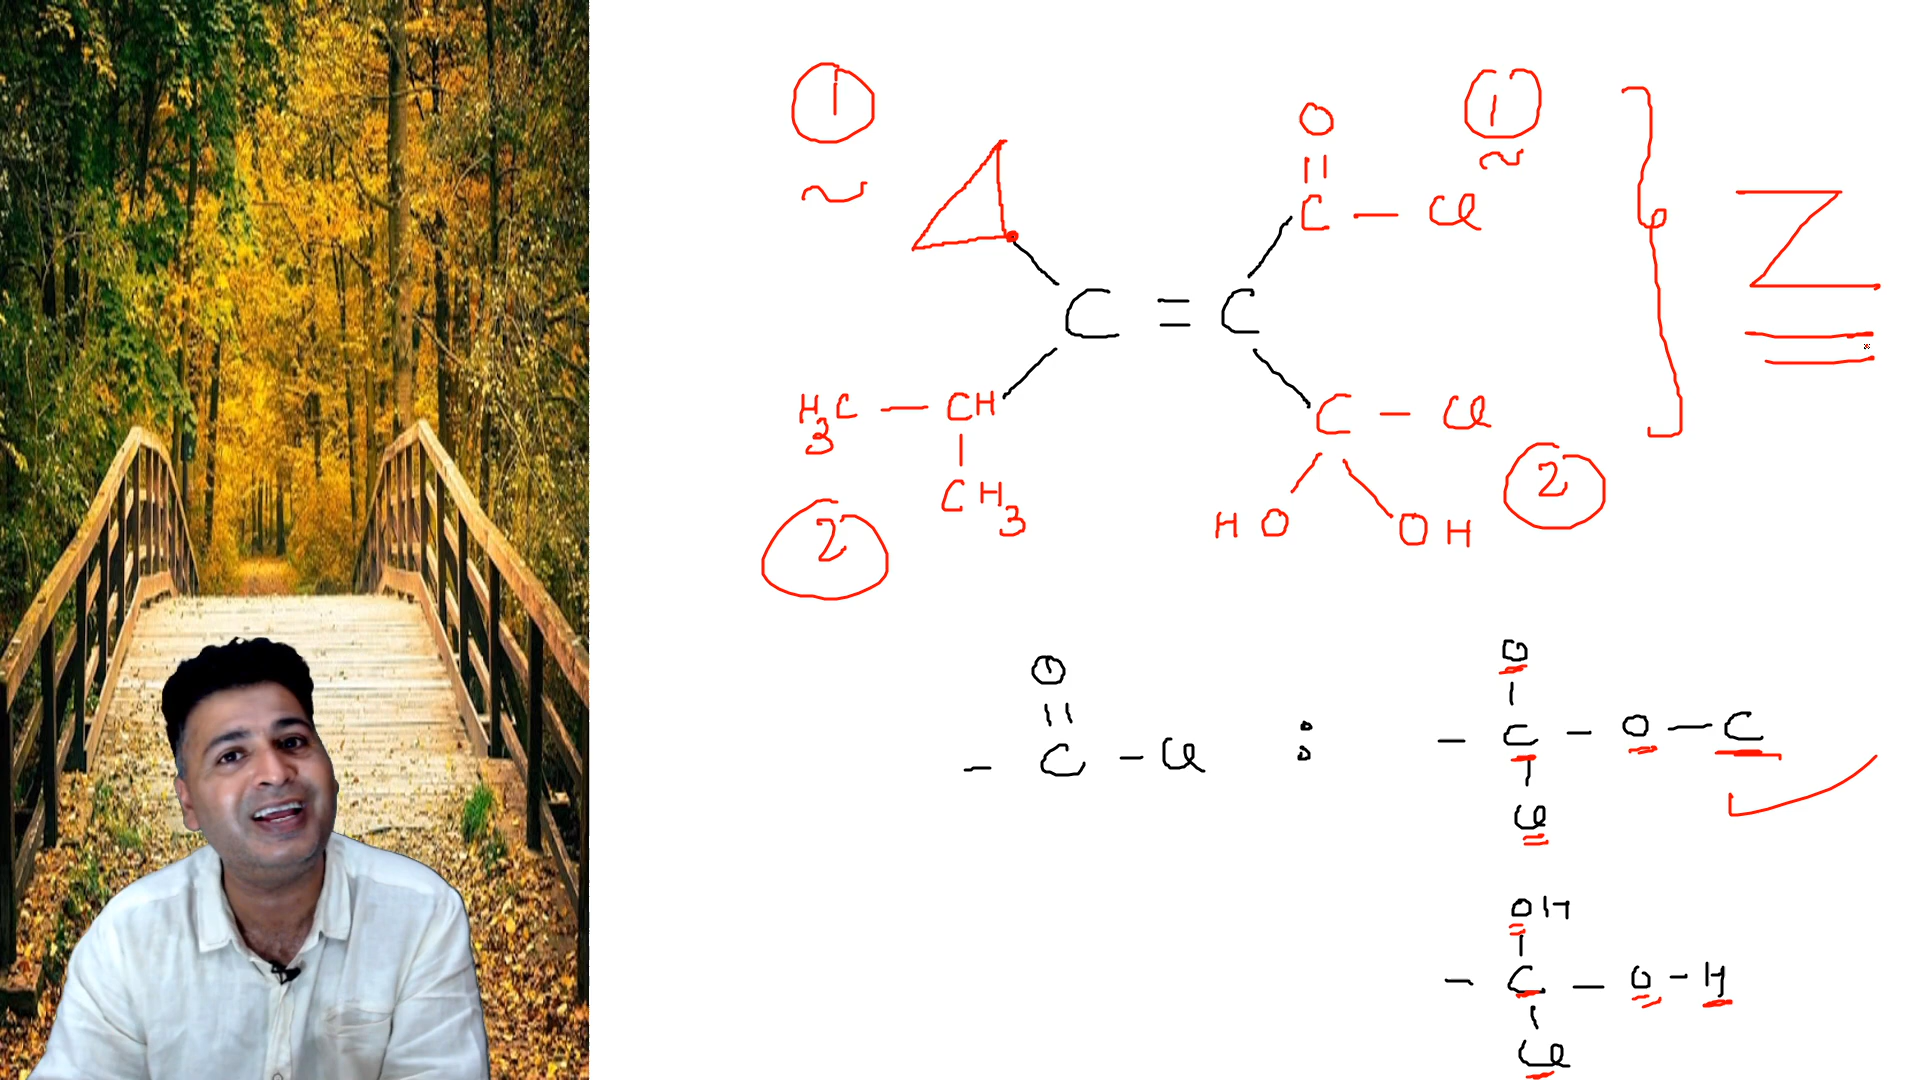 1
1
O
||
C — Cl
C = C
Z
H3C — CH
|
CH3
C — Cl
HO
OH
2
2
O
||
- C - Cl
:
O
|
- C - O — C
|
Cl
OH
|
- C — O - H
|
Cl